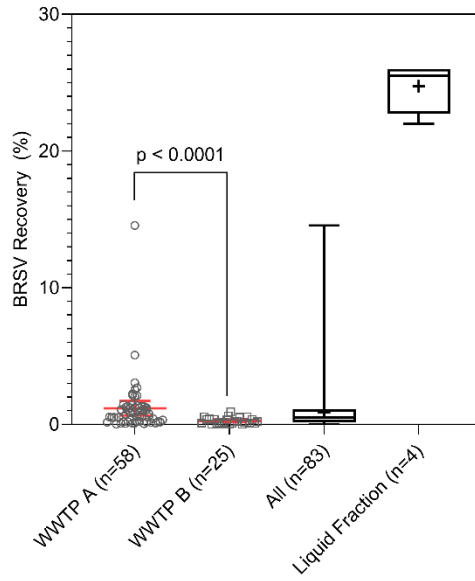 BRSV Recovery (%)
30
20
10
0
p < 0.0001
WWTP A (n=58)
WWTP B (n=25)
All (n=83)
Liquid Fraction (n=4)